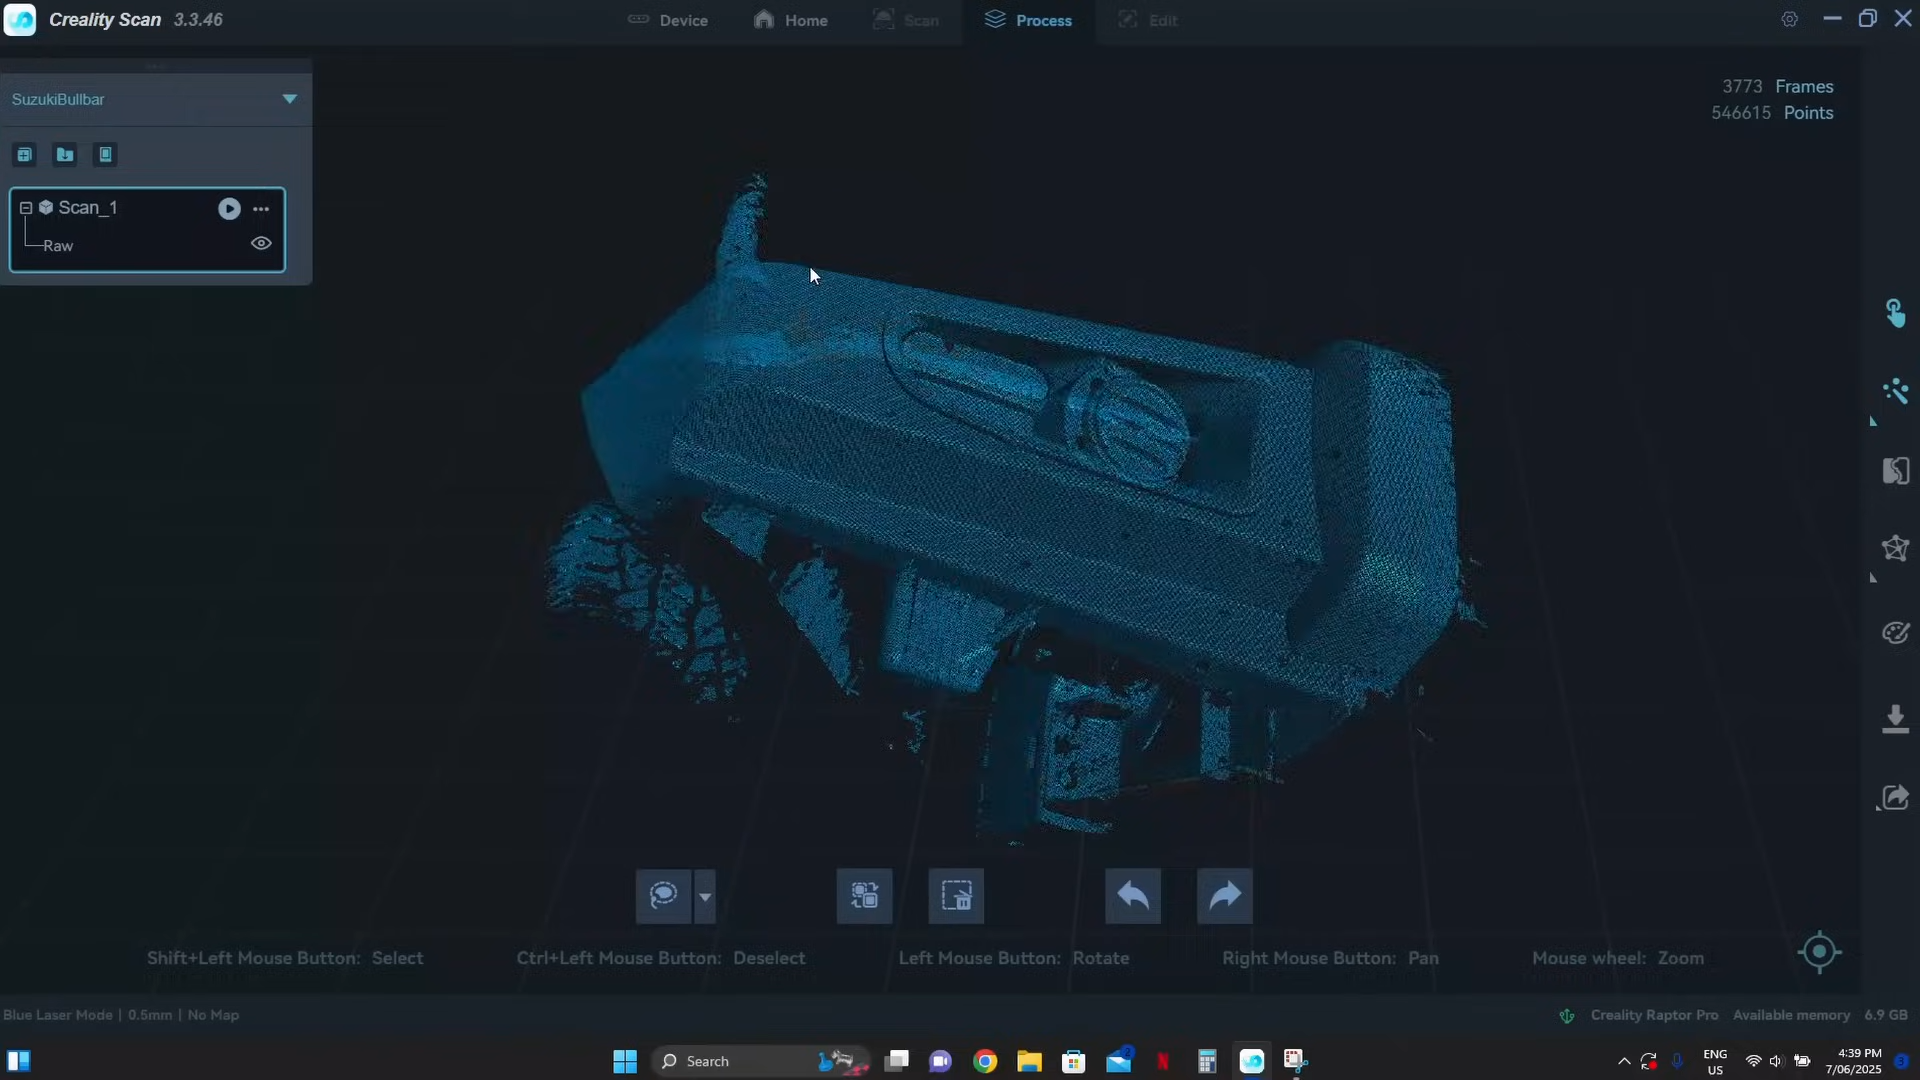 Creality Scan 3.3.46
Device
Home
Scan
Process
Edit
SuzukiBullbar
3773 Frames
546615 Points
Scan_1
Raw
Shift+Left Mouse Button: Select
Ctrl+Left Mouse Button: Deselect
Left Mouse Button: Rotate
Right Mouse Button: Pan
Mouse wheel: Zoom
Blue Laser Mode | 0.5mm | No Map
Creality Raptor Pro
Available memory 6.9 GB
Search
2
N
ENG
US
4:39 PM
7/06/2025
3